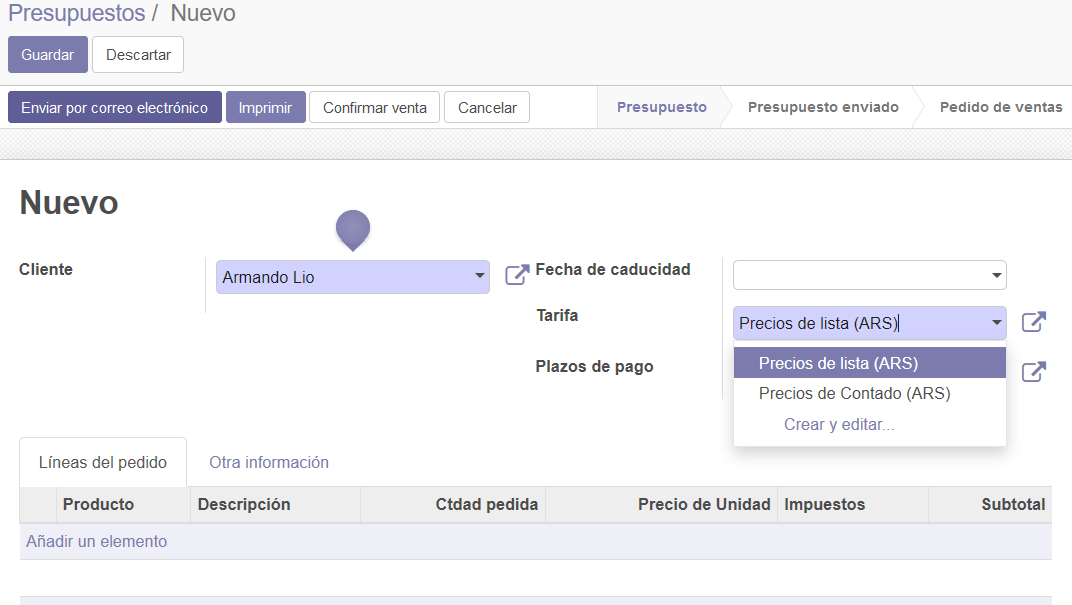 Presupuestos / Nuevo
Guardar Descartar
Enviar por correo electrónico Imprimir Confirmar venta Cancelar Presupuesto Presupuesto enviado Pedido de ventas
Nuevo
Cliente Armando Lio Fecha de caducidad
Tarifa Precios de lista (ARS)
Plazos de pago Precios de lista (ARS)
Precios de Contado (ARS)
Crear y editar...
Líneas del pedido Otra información
Producto Descripción Ctdad pedida Precio de Unidad Impuestos Subtotal
Añadir un elemento